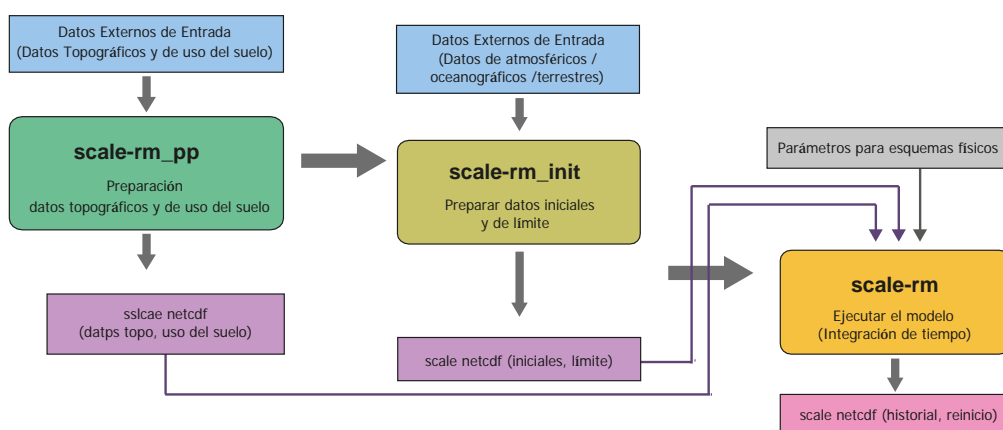 Datos Externos de Entrada
(Datos Topográficos y de uso del suelo)
scale-rm_pp
Preparación
datos topográficos y de uso del suelo
sslcae netcdf
(datps topo, uso del suelo)
Datos Externos de Entrada
(Datos de atmosféricos /
oceanográficos /terrestres)
scale-rm_init
Preparar datos iniciales
y de límite
scale netcdf (iniciales, límite)
Parámetros para esquemas físicos
scale-rm
Ejecutar el modelo
(Integración de tiempo)
scale netcdf (historial, reinicio)